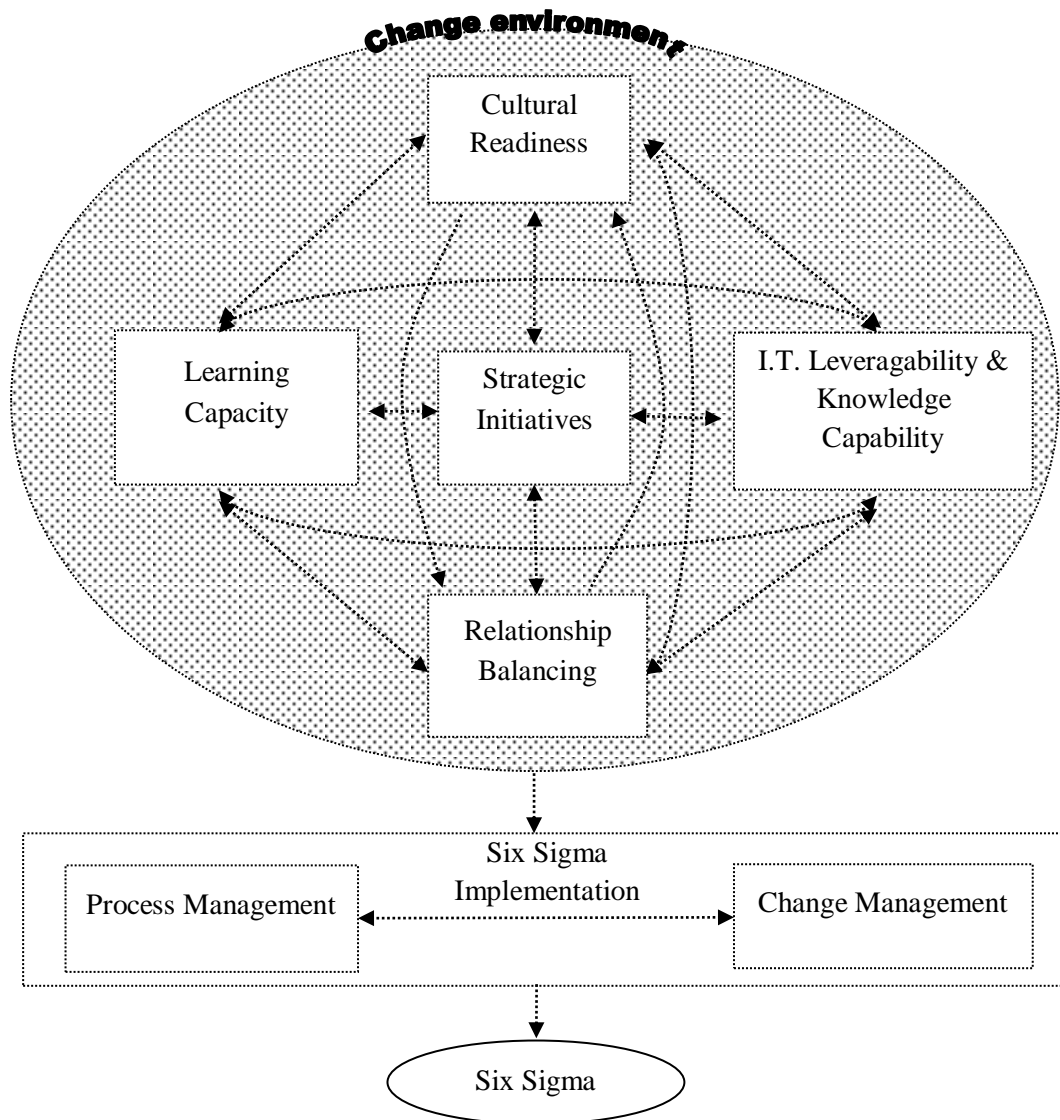 Change environment
Cultural
Readiness
Learning
Capacity
Strategic
Initiatives
I.T. Leveragability &
Knowledge
Capability
Relationship
Balancing
Six Sigma
Implementation
Process Management
Change Management
Six Sigma